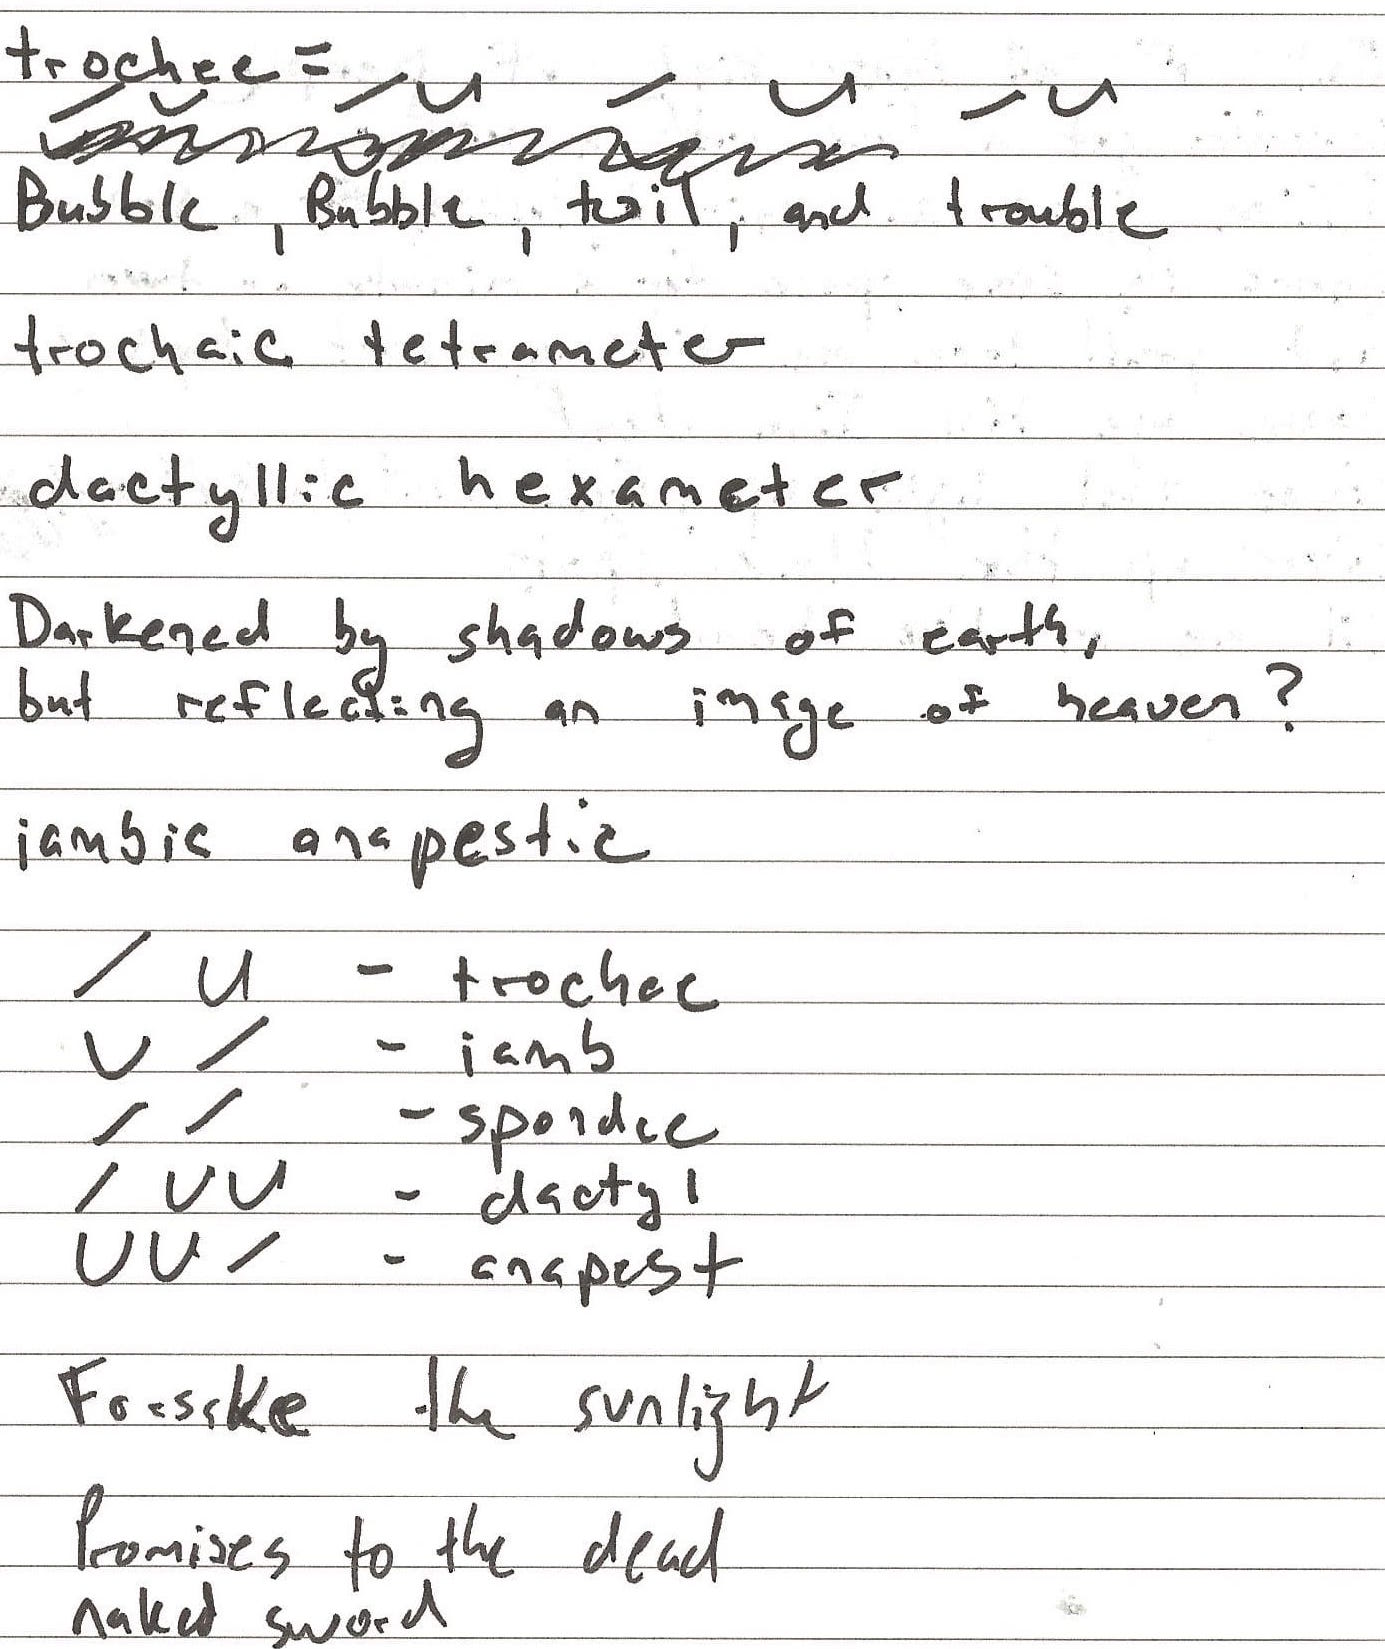 trochee =
/ U / U / U / U
Bubble, Bubble, toil, and trouble
trochaic tetrameter
dactyllic hexameter
Darkened by shadows of earth,
but reflecting an image of heaven?
iambic anapestic
/ U - trochee
U / - iamb
/ / - spondee
/ U U - dactyl
U U / - anapest
Forsake the sunlight
Promises to the dead
naked sword